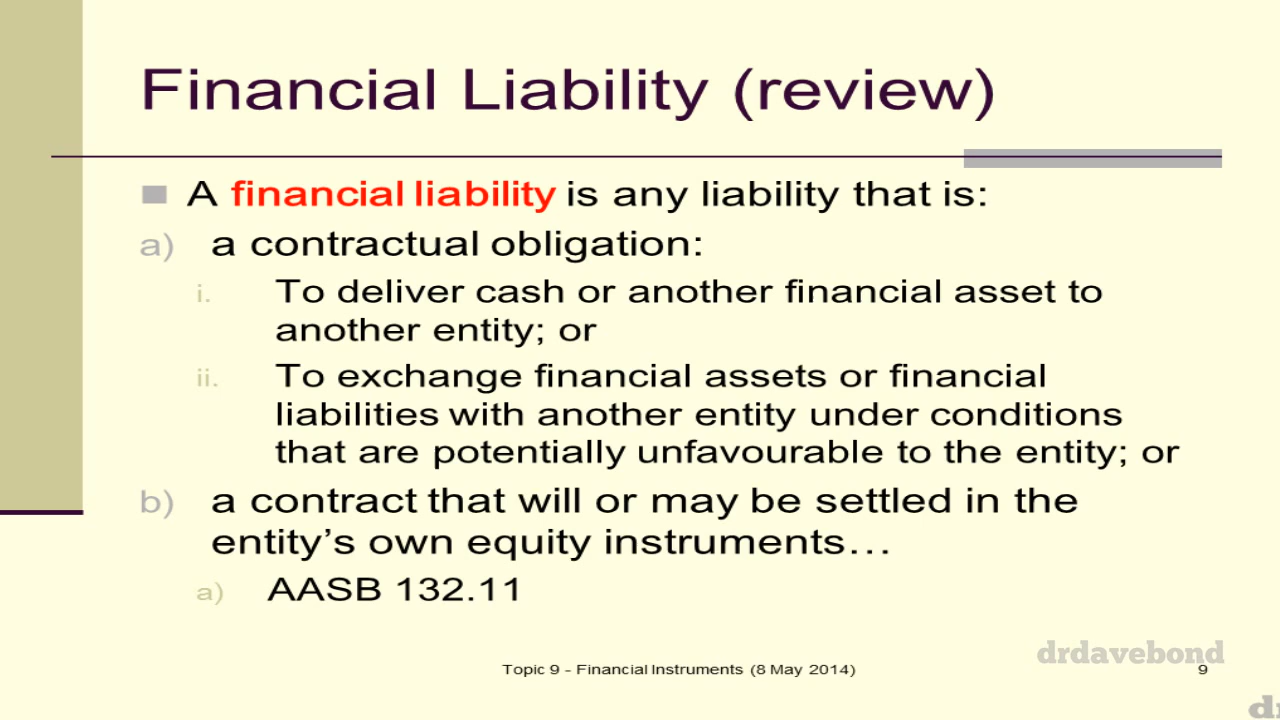 Financial Liability (review)
A financial liability is any liability that is:
a) a contractual obligation:
i. To deliver cash or another financial asset to
another entity; or
ii. To exchange financial assets or financial
liabilities with another entity under conditions
that are potentially unfavourable to the entity; or
b) a contract that will or may be settled in the
entity's own equity instruments…
a) AASB 132.11
drdavebond
Topic 9 - Financial Instruments (8 May 2014) 9